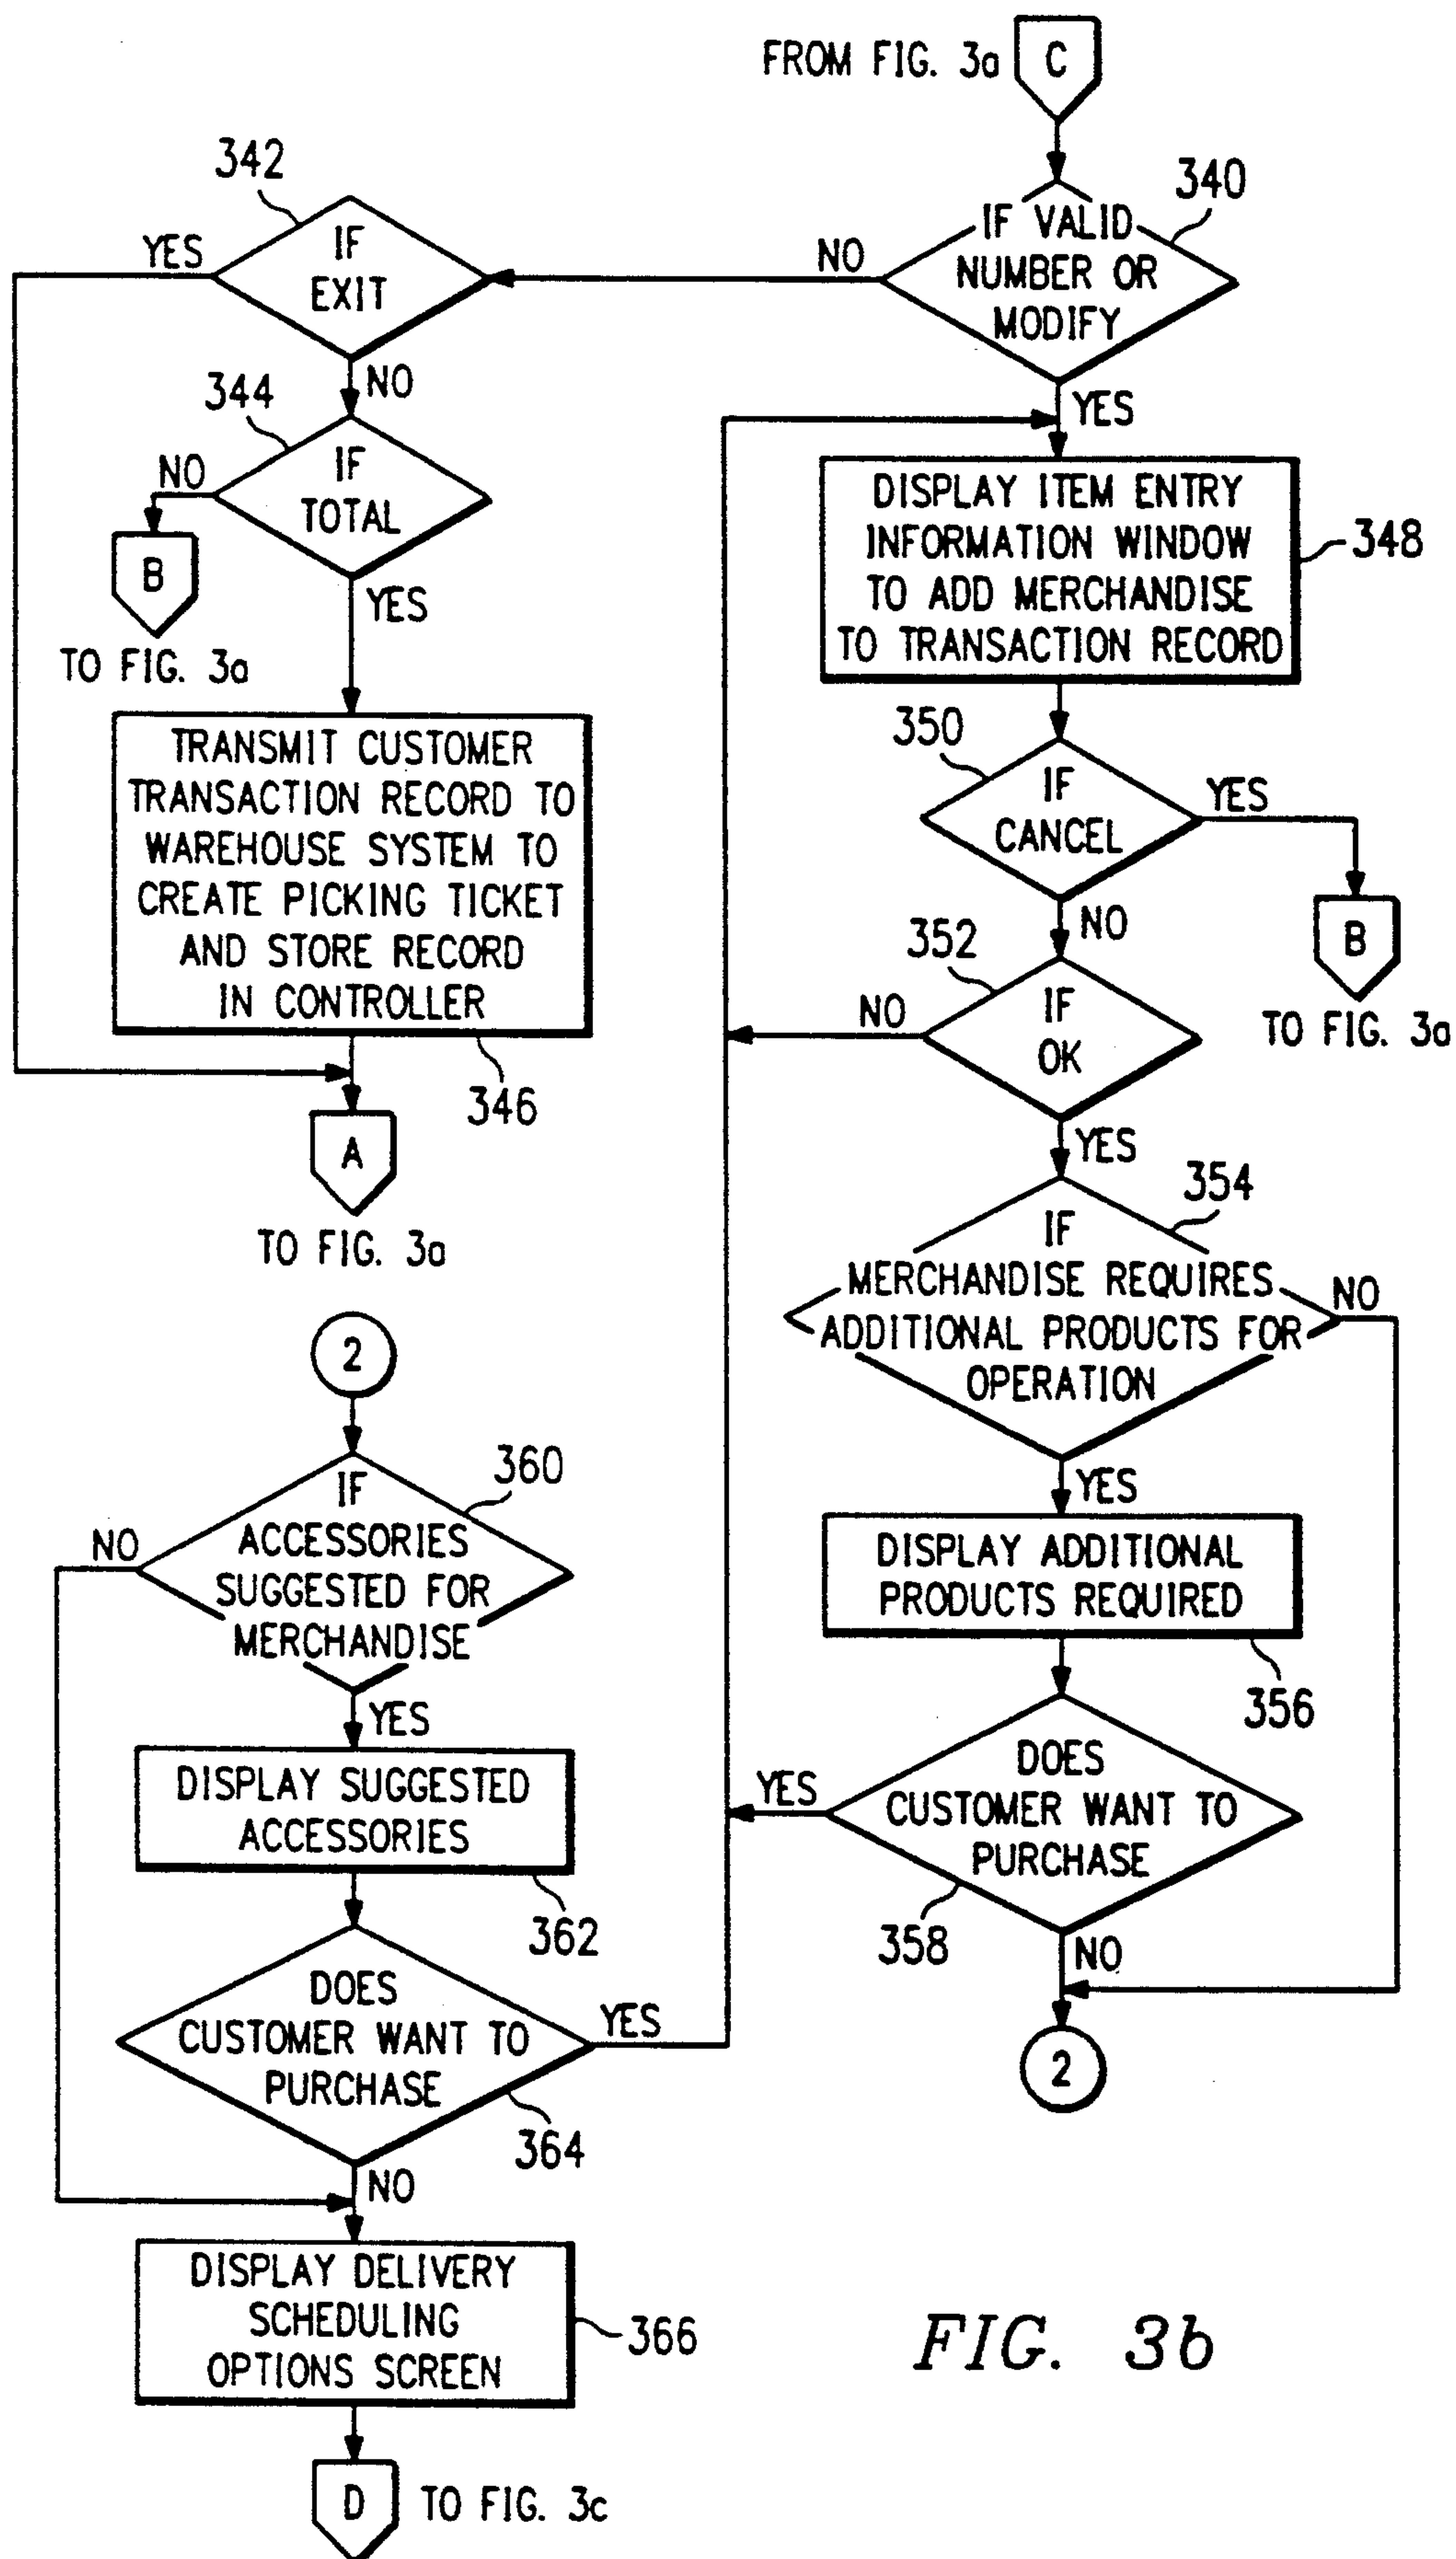 FROM FIG. 3a
C
342
340
IF VALID
NUMBER OR
MODIFY
NO
YES
IF
EXIT
NO
YES
344
IF
TOTAL
NO
B
TO FIG. 3a
YES
TRANSMIT CUSTOMER
TRANSACTION RECORD TO
WAREHOUSE SYSTEM TO
CREATE PICKING TICKET
AND STORE RECORD
IN CONTROLLER
346
A
TO FIG. 3a
DISPLAY ITEM ENTRY
INFORMATION WINDOW
TO ADD MERCHANDISE
TO TRANSACTION RECORD
348
350
IF
CANCEL
YES
B
TO FIG. 3a
NO
352
IF
OK
NO
YES
354
IF
MERCHANDISE REQUIRES
ADDITIONAL PRODUCTS FOR
OPERATION
NO
YES
DISPLAY ADDITIONAL
PRODUCTS REQUIRED
356
DOES
CUSTOMER WANT TO
PURCHASE
YES
358
NO
2
2
360
IF
ACCESSORIES
SUGGESTED FOR
MERCHANDISE
NO
YES
DISPLAY SUGGESTED
ACCESSORIES
362
DOES
CUSTOMER WANT TO
PURCHASE
YES
364
NO
DISPLAY DELIVERY
SCHEDULING
OPTIONS SCREEN
366
D
TO FIG. 3c
FIG. 3b